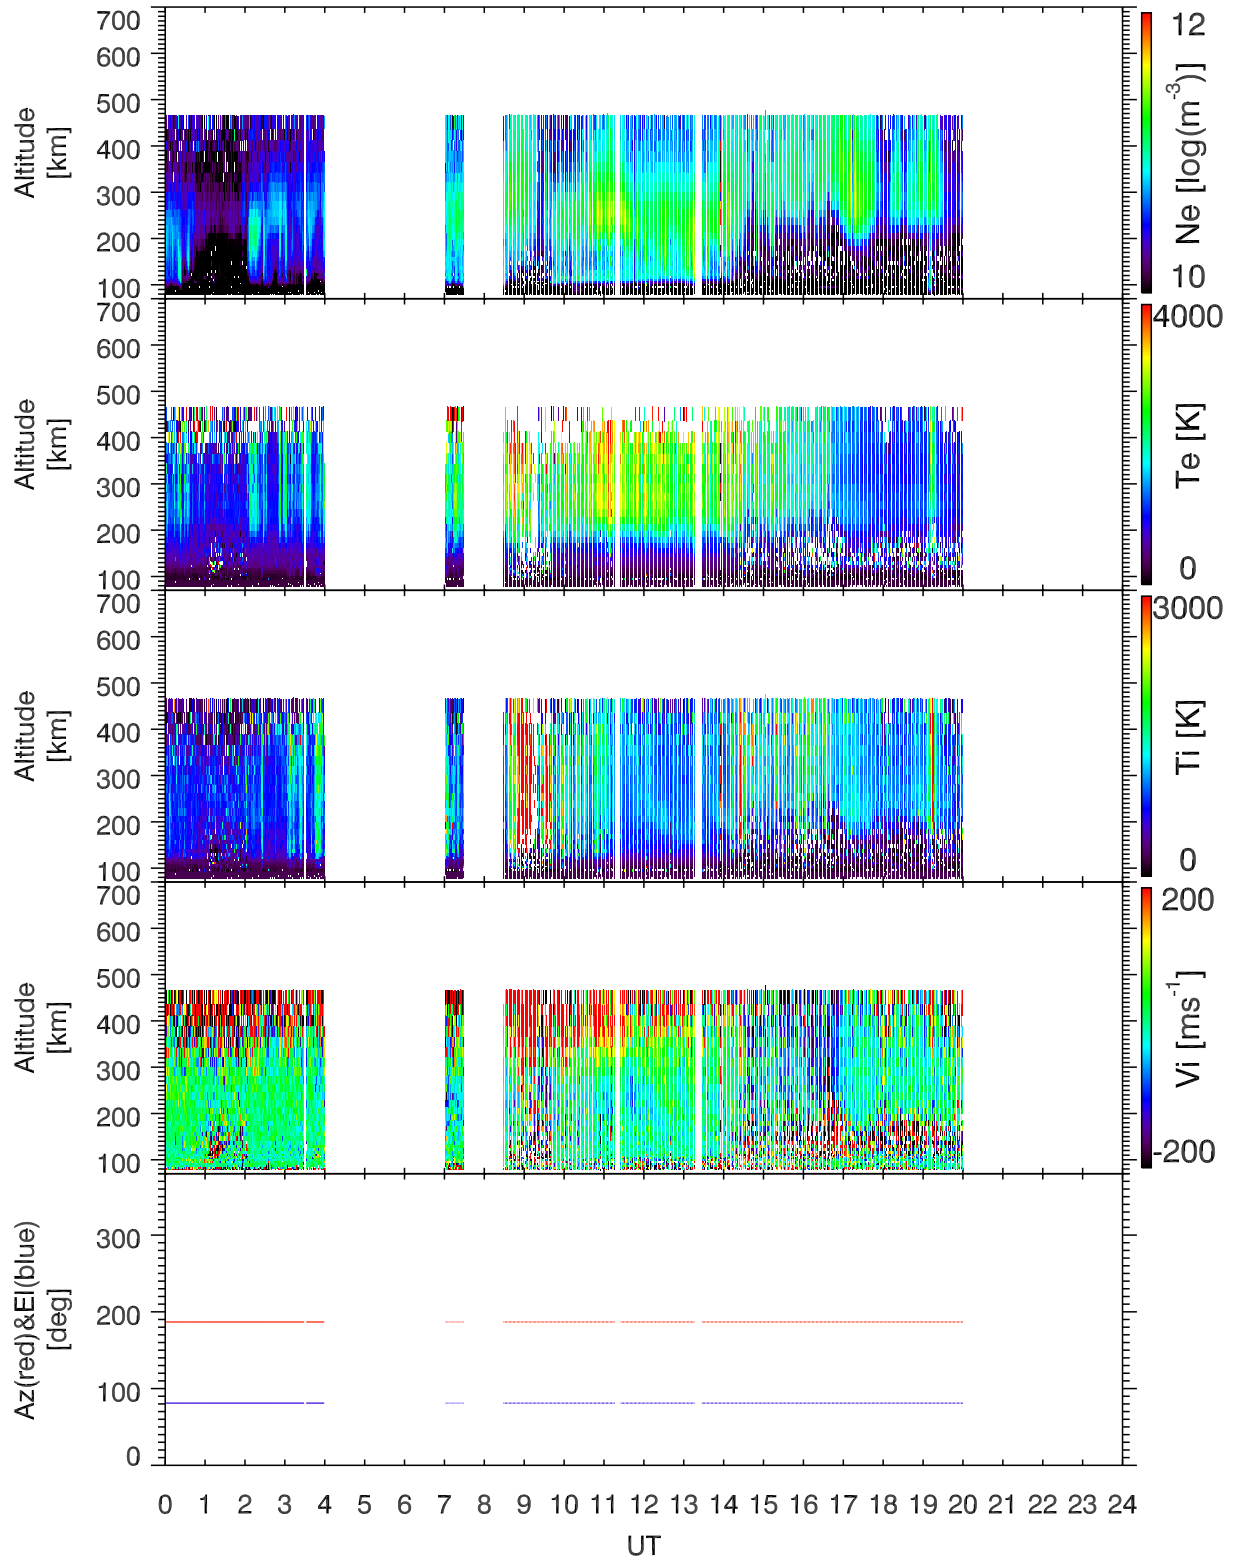 700
600
500
400
300
200
100
Altitude
[km]
12
10
Ne [log(m⁻³)]
700
600
500
400
300
200
100
Altitude
[km]
4000
0
Te [K]
700
600
500
400
300
200
100
Altitude
[km]
3000
0
Ti [K]
700
600
500
400
300
200
100
Altitude
[km]
200
-200
Vi [ms⁻¹]
300
200
100
0
Az(red)&El(blue)
[deg]
0 1 2 3 4 5 6 7 8 9 10 11 12 13 14 15 16 17 18 19 20 21 22 23 24
UT